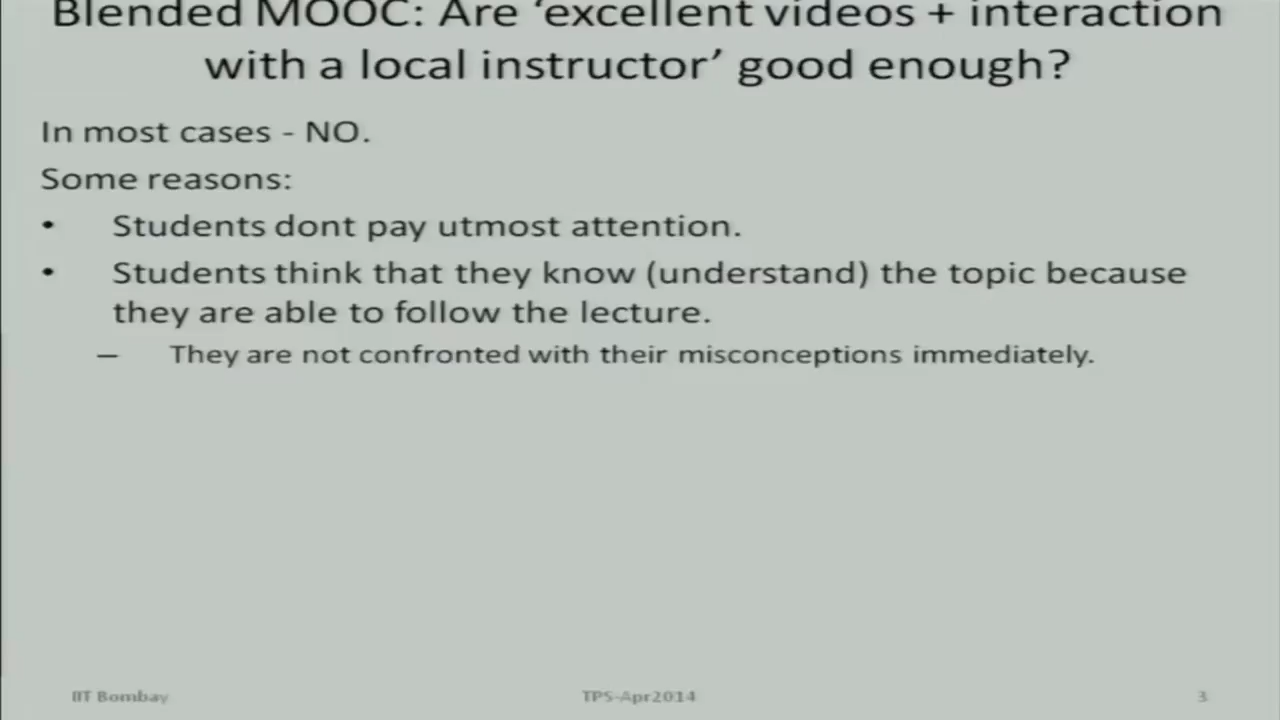 Blended MOOC: Are ‘excellent videos + interaction
with a local instructor’ good enough?
In most cases - NO.
Some reasons:
• Students dont pay utmost attention.
• Students think that they know (understand) the topic because
they are able to follow the lecture.
– They are not confronted with their misconceptions immediately.
IIT Bombay TPS-Apr2014 3